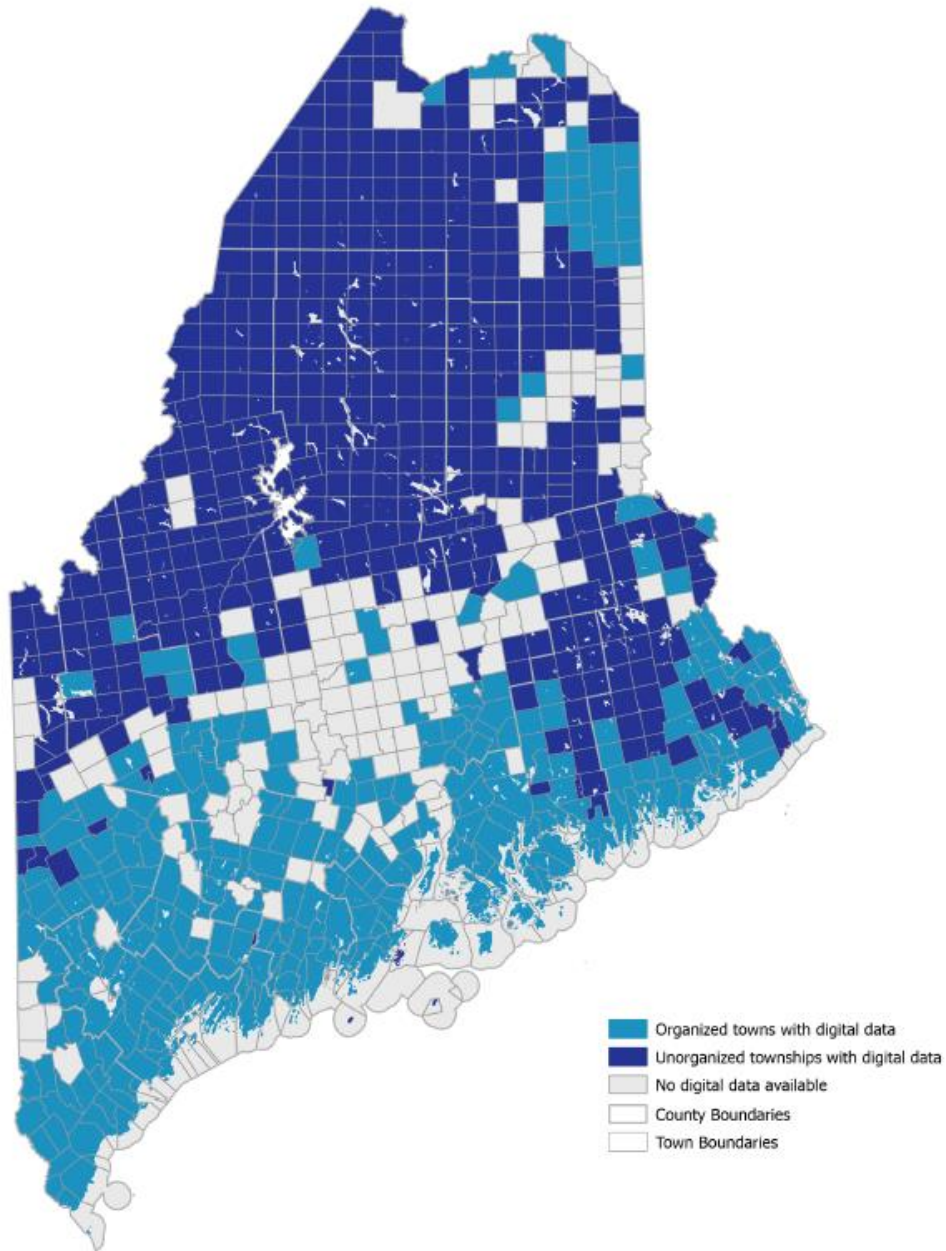 Organized towns with digital data
Unorganized townships with digital data
No digital data available
County Boundaries
Town Boundaries